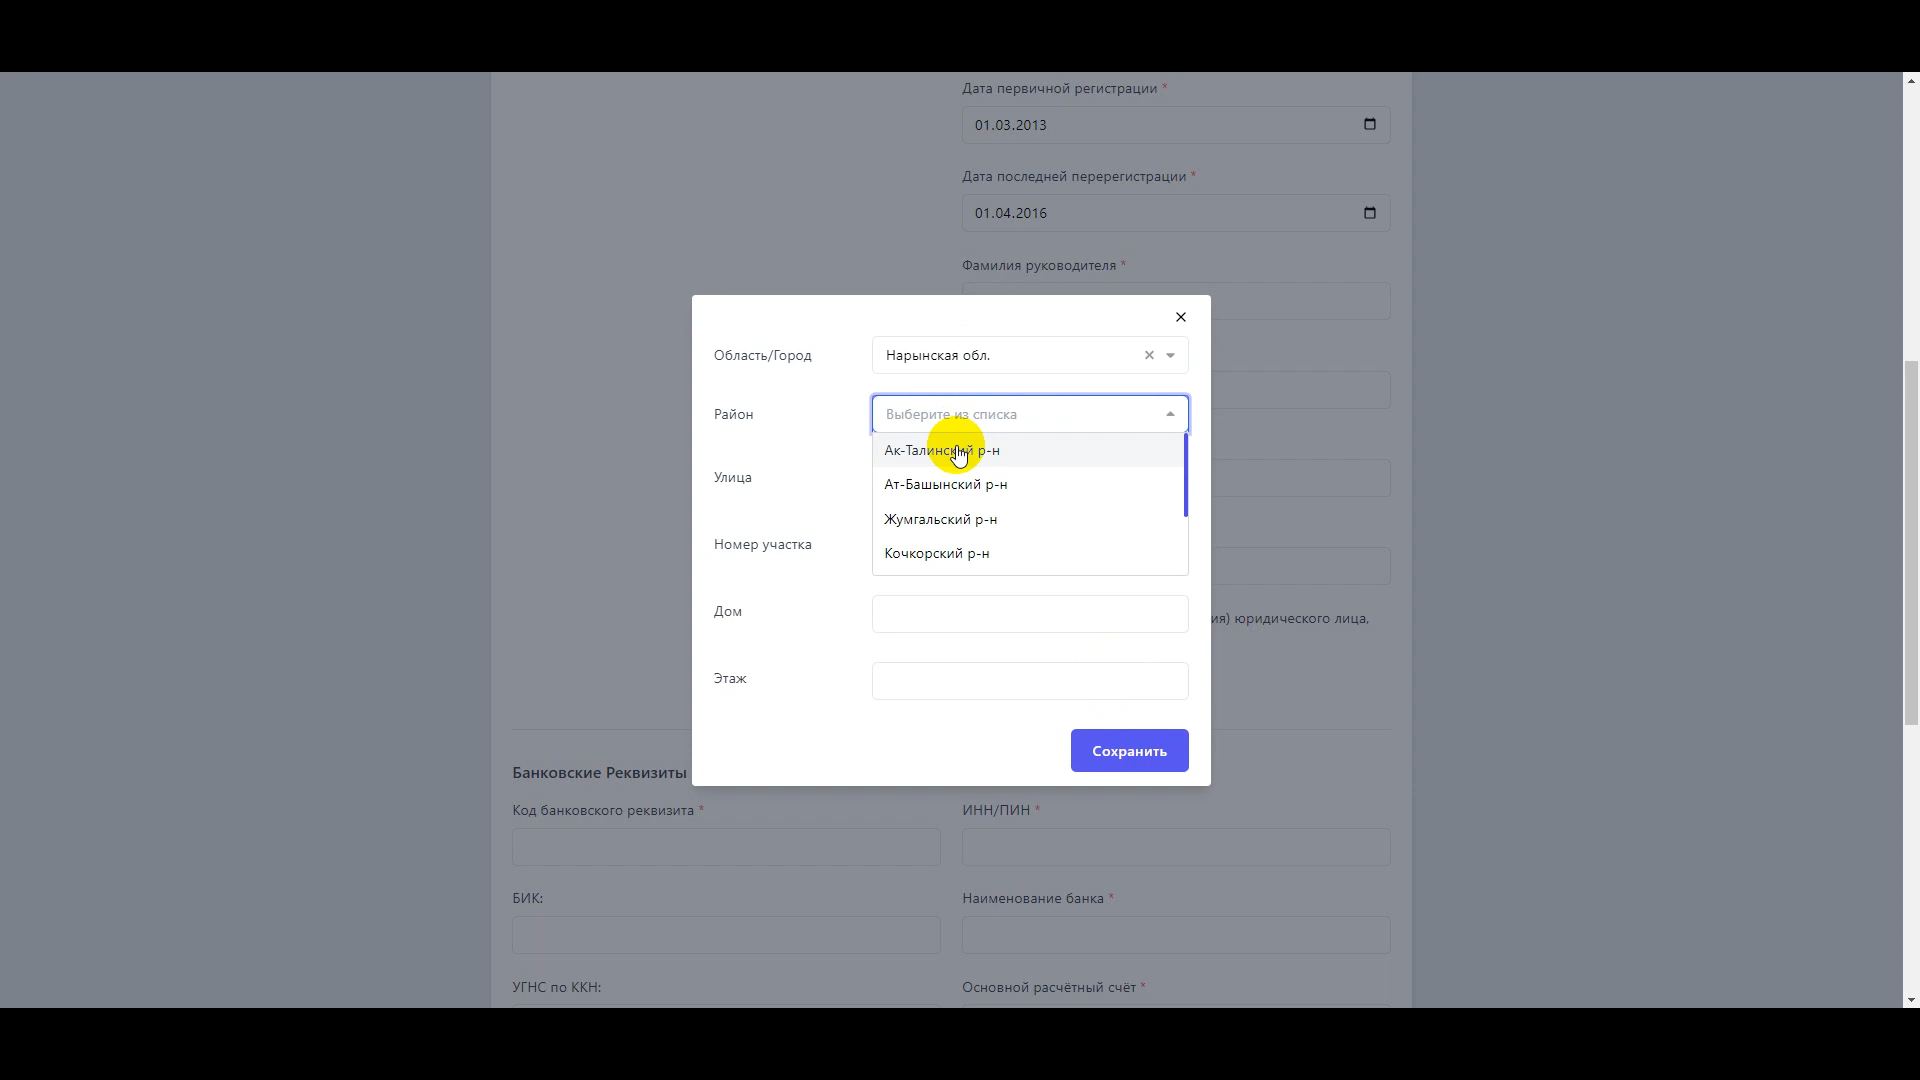 Дата первичной регистрации *
01.03.2013
Дата последней перерегистрации *
01.04.2016
Фамилия руководителя *
Область/Город
Нарынская обл.
Район
Выберите из списка
Ак-Талинский р-н
Ат-Башынский р-н
Улица
Жумгальский р-н
Номер участка
Кочкорский р-н
Дом
ия) юридического лица,
Этаж
Сохранить
Банковские Реквизиты
Код банковского реквизита *
ИНН/ПИН *
БИК:
Наименование банка *
УГНС по ККН:
Основной расчётный счёт *